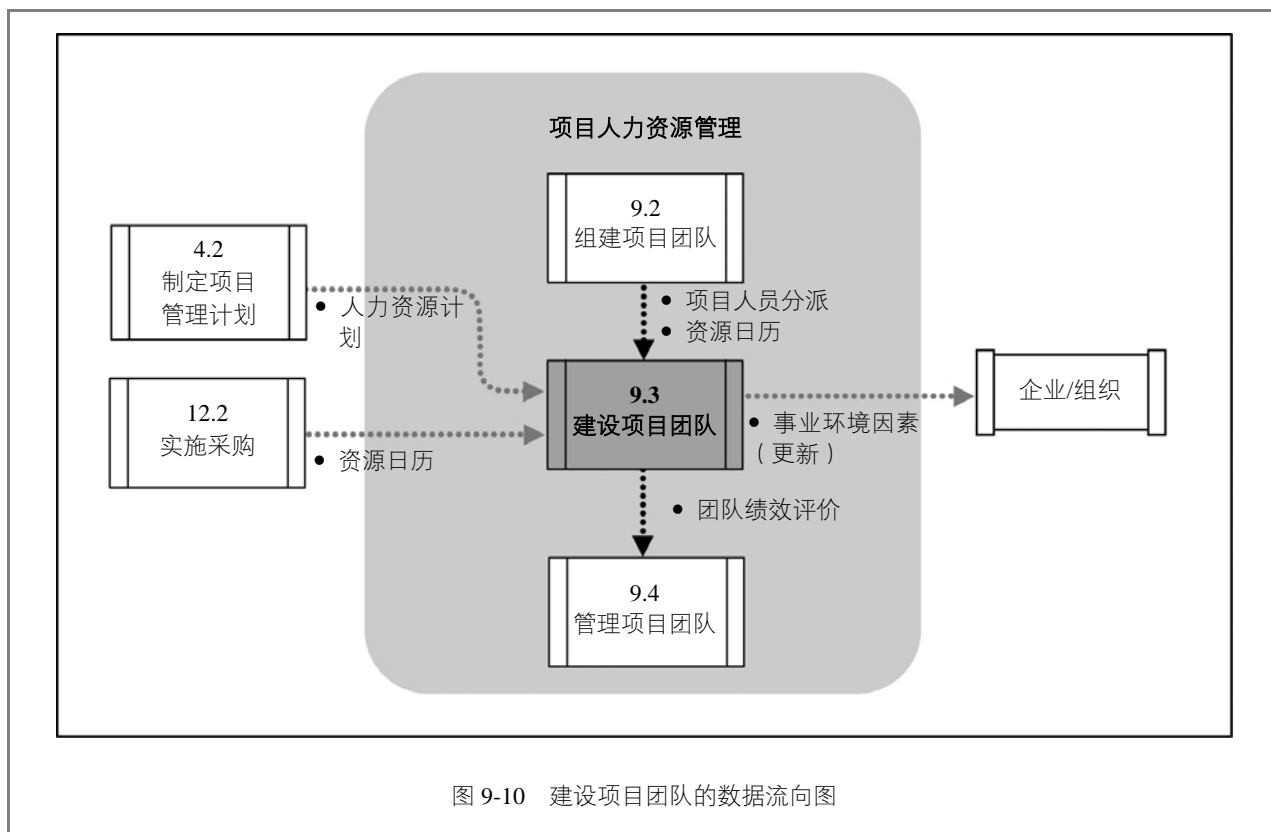 项目人力资源管理
9.2
组建项目团队
4.2
制定项目
管理计划
• 人力资源计
划
• 项目人员分派
• 资源日历
12.2
实施采购
• 资源日历
9.3
建设项目团队
• 事业环境因素
（更新）
企业/组织
• 团队绩效评价
9.4
管理项目团队
图 9-10 建设项目团队的数据流向图